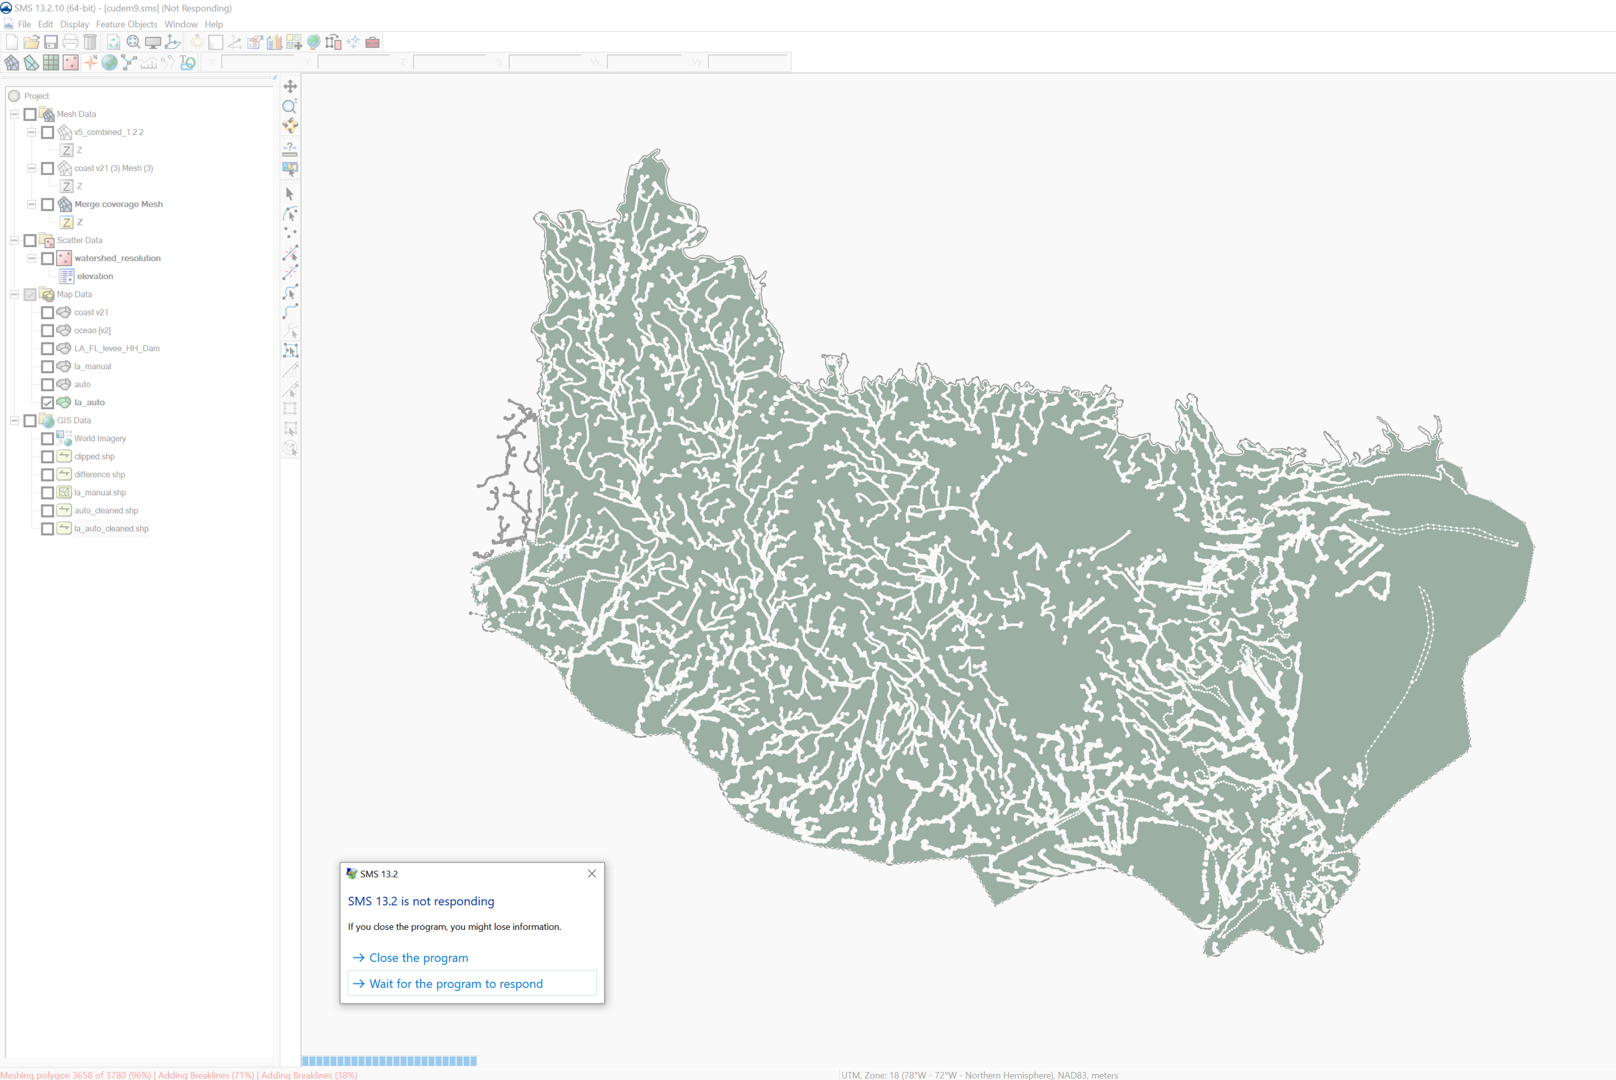 SMS 13.2.10 (64-bit) - [cudem9.sms] (Not Responding)
File Edit Display Feature Objects Window Help
X: Y: Z: S: Vx: Vy:
Project
Mesh Data
v5_combined_1.2.2
Z
coast v21 (3) Mesh (3)
Z
Merge coverage Mesh
Z
Scatter Data
watershed_resolution
elevation
Map Data
coast v21
ocean [v2]
LA_FL_levee_HH_Dam
la_manual
auto
la_auto
GIS Data
World Imagery
clipped.shp
difference.shp
la_manual.shp
auto_cleaned.shp
la_auto_cleaned.shp
SMS 13.2
SMS 13.2 is not responding
If you close the program, you might lose information.
→ Close the program
→ Wait for the program to respond
Meshing polygon 3658 of 3780 (96%) | Adding Breaklines (71%) | Adding Breaklines (38%)
UTM, Zone: 18 (78°W - 72°W - Northern Hemisphere), NAD83, meters